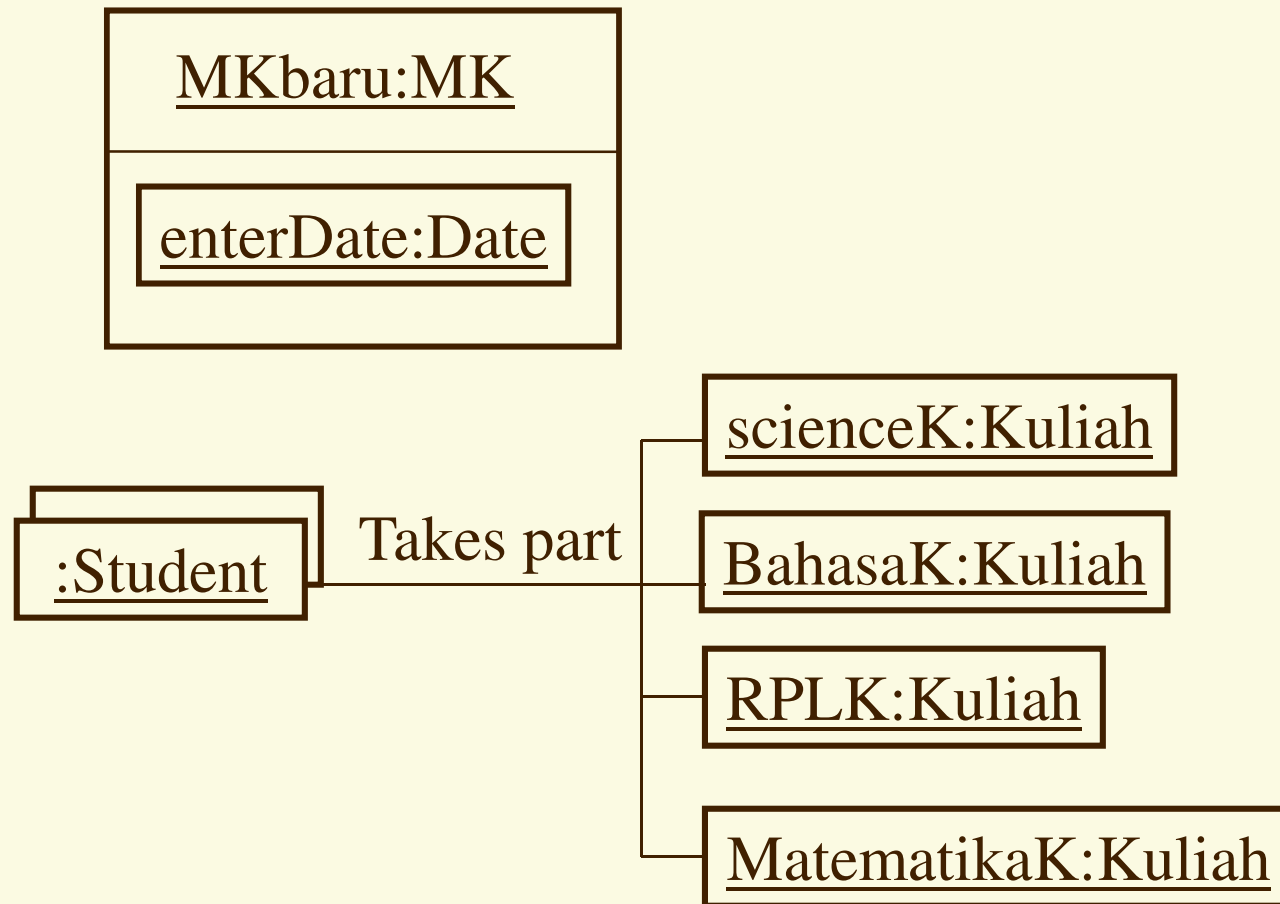 MKbaru:MK
enterDate:Date
scienceK:Kuliah
:Student
Takes part
BahasaK:Kuliah
RPLK:Kuliah
MatematikaK:Kuliah